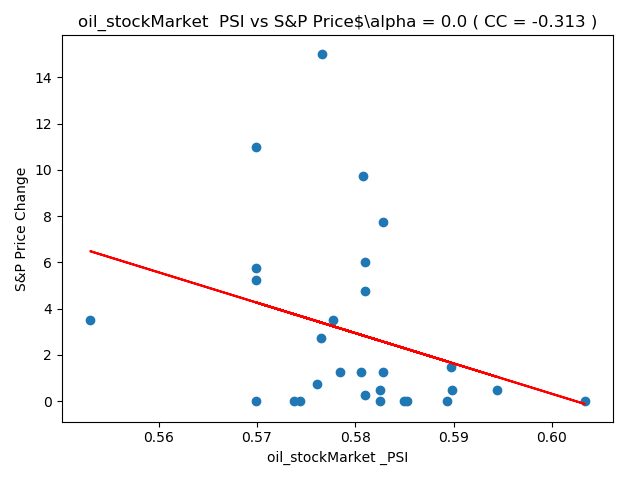 oil_stockMarket  PSI vs S&P Price$\alpha = 0.0 ( CC = -0.313 )
14
12
10
8
6
4
2
0
S&P Price Change
0.56 0.57 0.58 0.59 0.60
oil_stockMarket _PSI